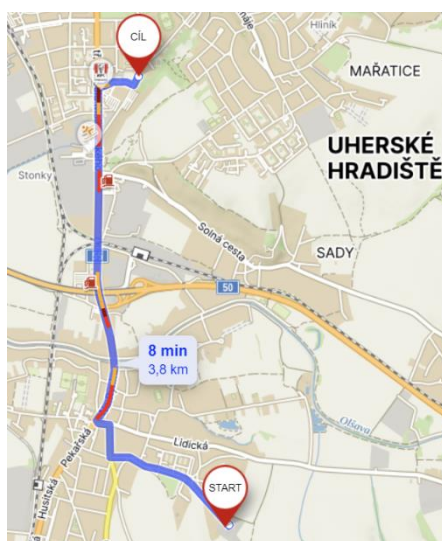 CÍL
Hliník
MAŘATICE
UHERSKÉ
HRADIŠTĚ
Stonky
Solná cesta
SADY
50
8 min
3,8 km
Olšava
Lidická
Pekařská
Husitská
START